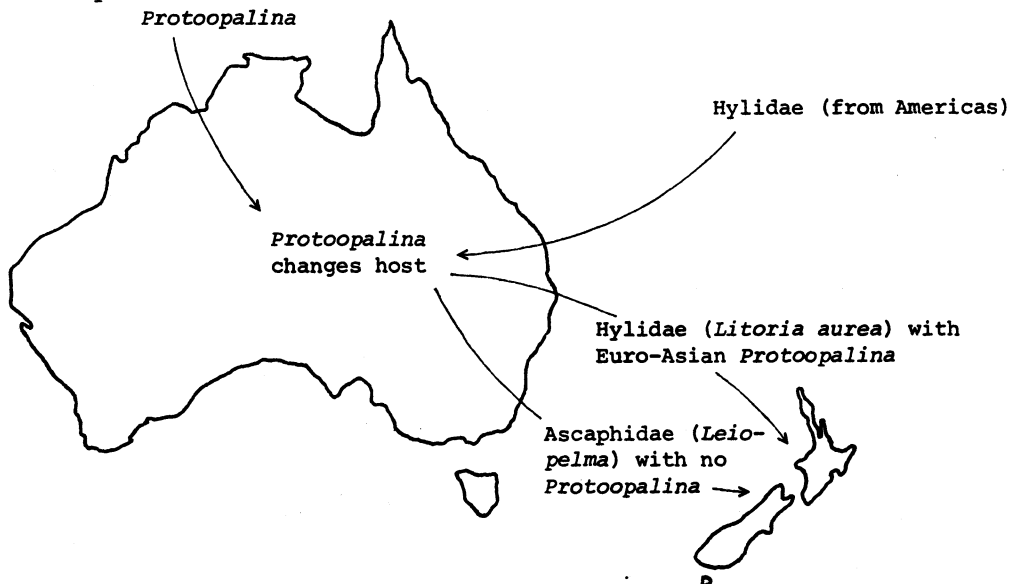 Protoopalina
Hylidae (from Americas)
Protoopalina
changes host
Hylidae (Litoria aurea) with
Euro-Asian Protoopalina
Ascaphidae (Leio-
pelma) with no
Protoopalina